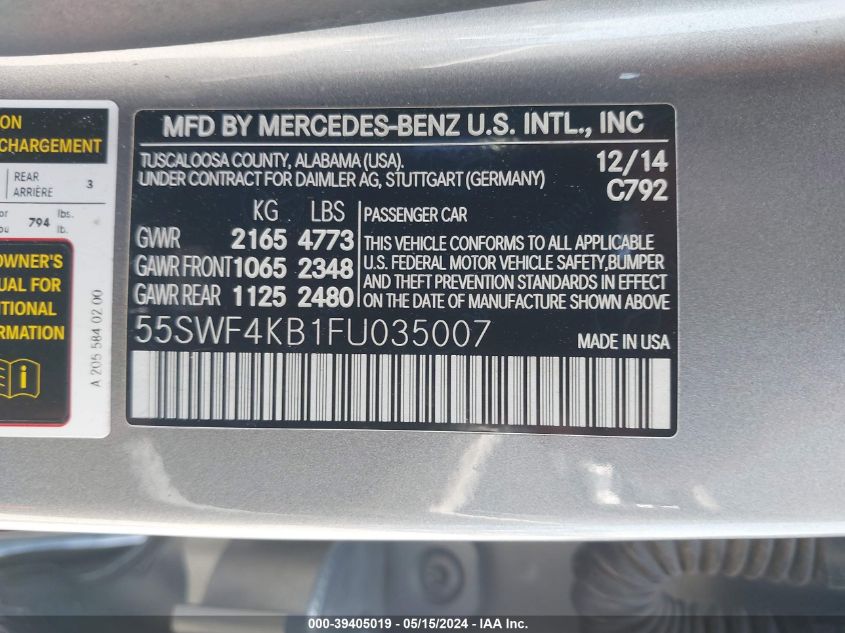 ON
CHARGEMENT
REAR
ARRIÈRE 3
or
794 lbs.
lb.
OWNER'S
UAL FOR
ITIONAL
RMATION
A 205 584 02 00
MFD BY MERCEDES-BENZ U.S. INTL., INC
TUSCALOOSA COUNTY, ALABAMA (USA).
UNDER CONTRACT FOR DAIMLER AG, STUTTGART (GERMANY)
12/14
C792
KG LBS
GVWR 2165 4773
GAWR FRONT 1065 2348
GAWR REAR 1125 2480
PASSENGER CAR
THIS VEHICLE CONFORMS TO ALL APPLICABLE
U.S. FEDERAL MOTOR VEHICLE SAFETY,BUMPER
AND THEFT PREVENTION STANDARDS IN EFFECT
ON THE DATE OF MANUFACTURE SHOWN ABOVE
55SWF4KB1FU035007
MADE IN USA
000-39405019 - 05/15/2024 - IAA Inc.